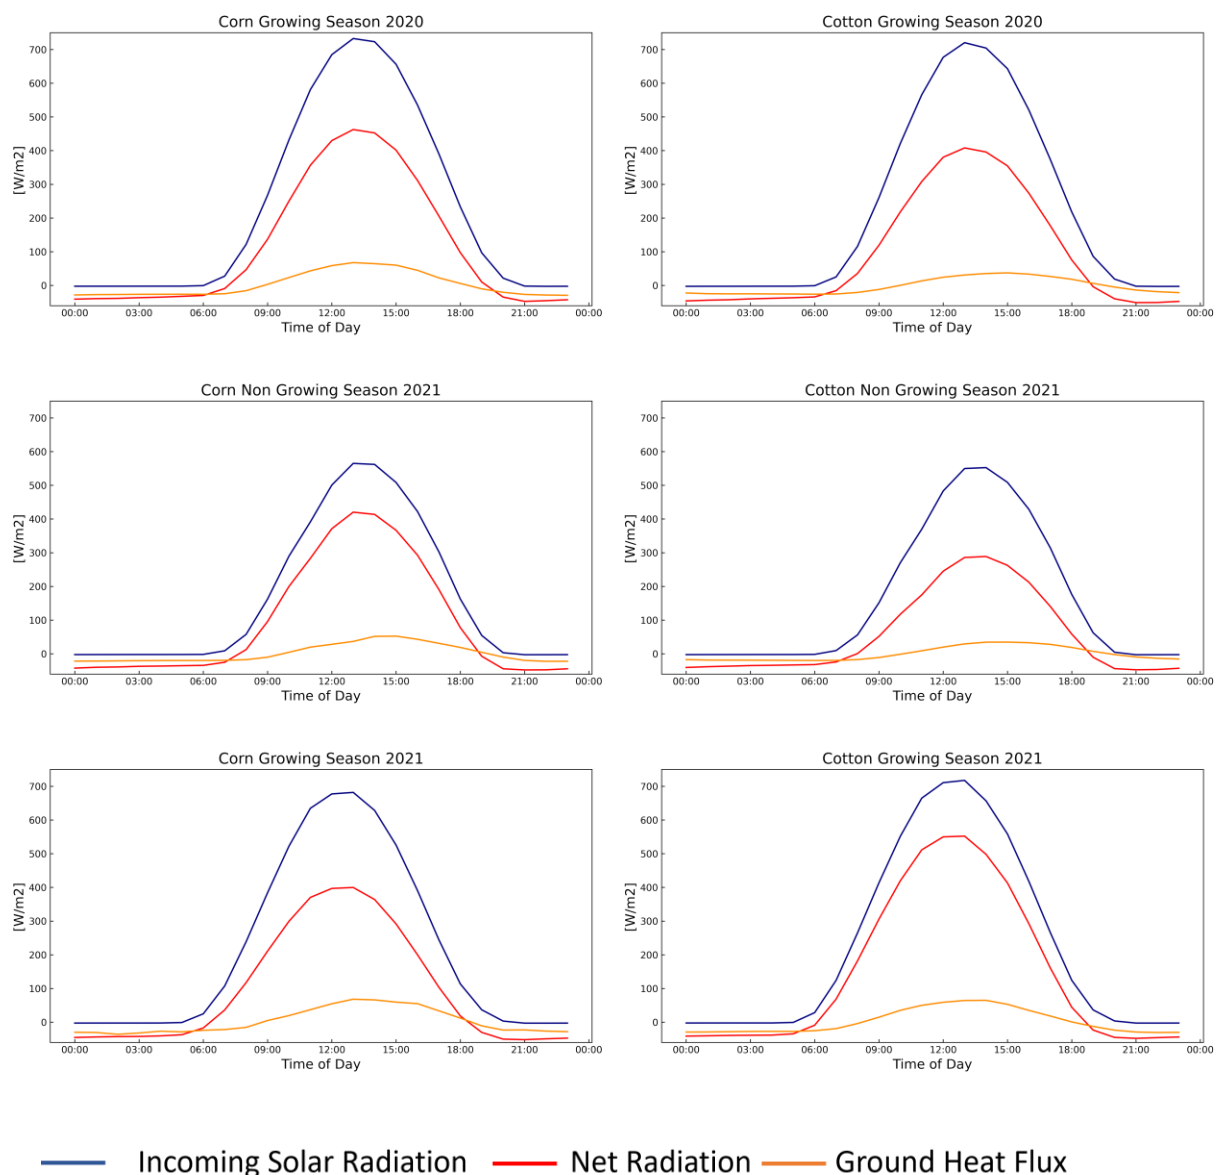 Corn Growing Season 2020
700
600
500
400
300
200
100
0
[W/m2]
00:00 03:00 06:00 09:00 12:00 15:00 18:00 21:00 00:00
Time of Day
Cotton Growing Season 2020
700
600
500
400
300
200
100
0
[W/m2]
00:00 03:00 06:00 09:00 12:00 15:00 18:00 21:00 00:00
Time of Day
Corn Non Growing Season 2021
700
600
500
400
300
200
100
0
[W/m2]
00:00 03:00 06:00 09:00 12:00 15:00 18:00 21:00 00:00
Time of Day
Cotton Non Growing Season 2021
700
600
500
400
300
200
100
0
[W/m2]
00:00 03:00 06:00 09:00 12:00 15:00 18:00 21:00 00:00
Time of Day
Corn Growing Season 2021
700
600
500
400
300
200
100
0
[W/m2]
00:00 03:00 06:00 09:00 12:00 15:00 18:00 21:00 00:00
Time of Day
Cotton Growing Season 2021
700
600
500
400
300
200
100
0
[W/m2]
00:00 03:00 06:00 09:00 12:00 15:00 18:00 21:00 00:00
Time of Day
Incoming Solar Radiation Net Radiation Ground Heat Flux